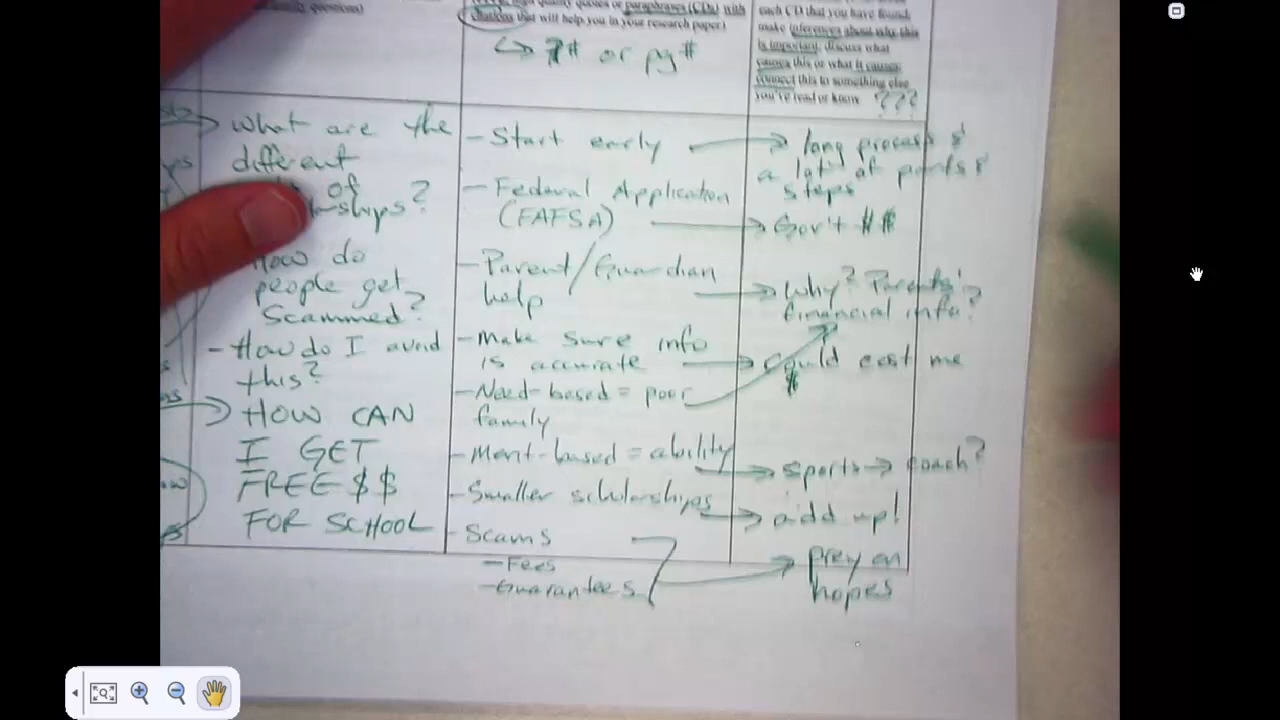 quality questions)
quality quotes or paraphrases (CDs) with
citations that will help you in your research paper)
↳ ¶# or pg#
each CD that you have found,
make inferences about why this
is important, discuss what
causes this or what it causes,
connect this to something else
you've read or know ???
What are the
different
of
ships?
How do
people get
scammed?
- How do I avoid
this?
HOW CAN
I GET
FREE $$
FOR SCHOOL
- Start early
- Federal Application
(FAFSA)
- Parent/Guardian
help
- Make sure info
is accurate
- Need-based = poor
family
- Merit-based = ability
- Smaller scholarships
- Scams
- Fees
- Guarantees
long process &
a lot of parts &
steps
Gov't $$
Why? Parents'
financial info?
could cost me
$
sports → coach?
add up!
prey on
hopes